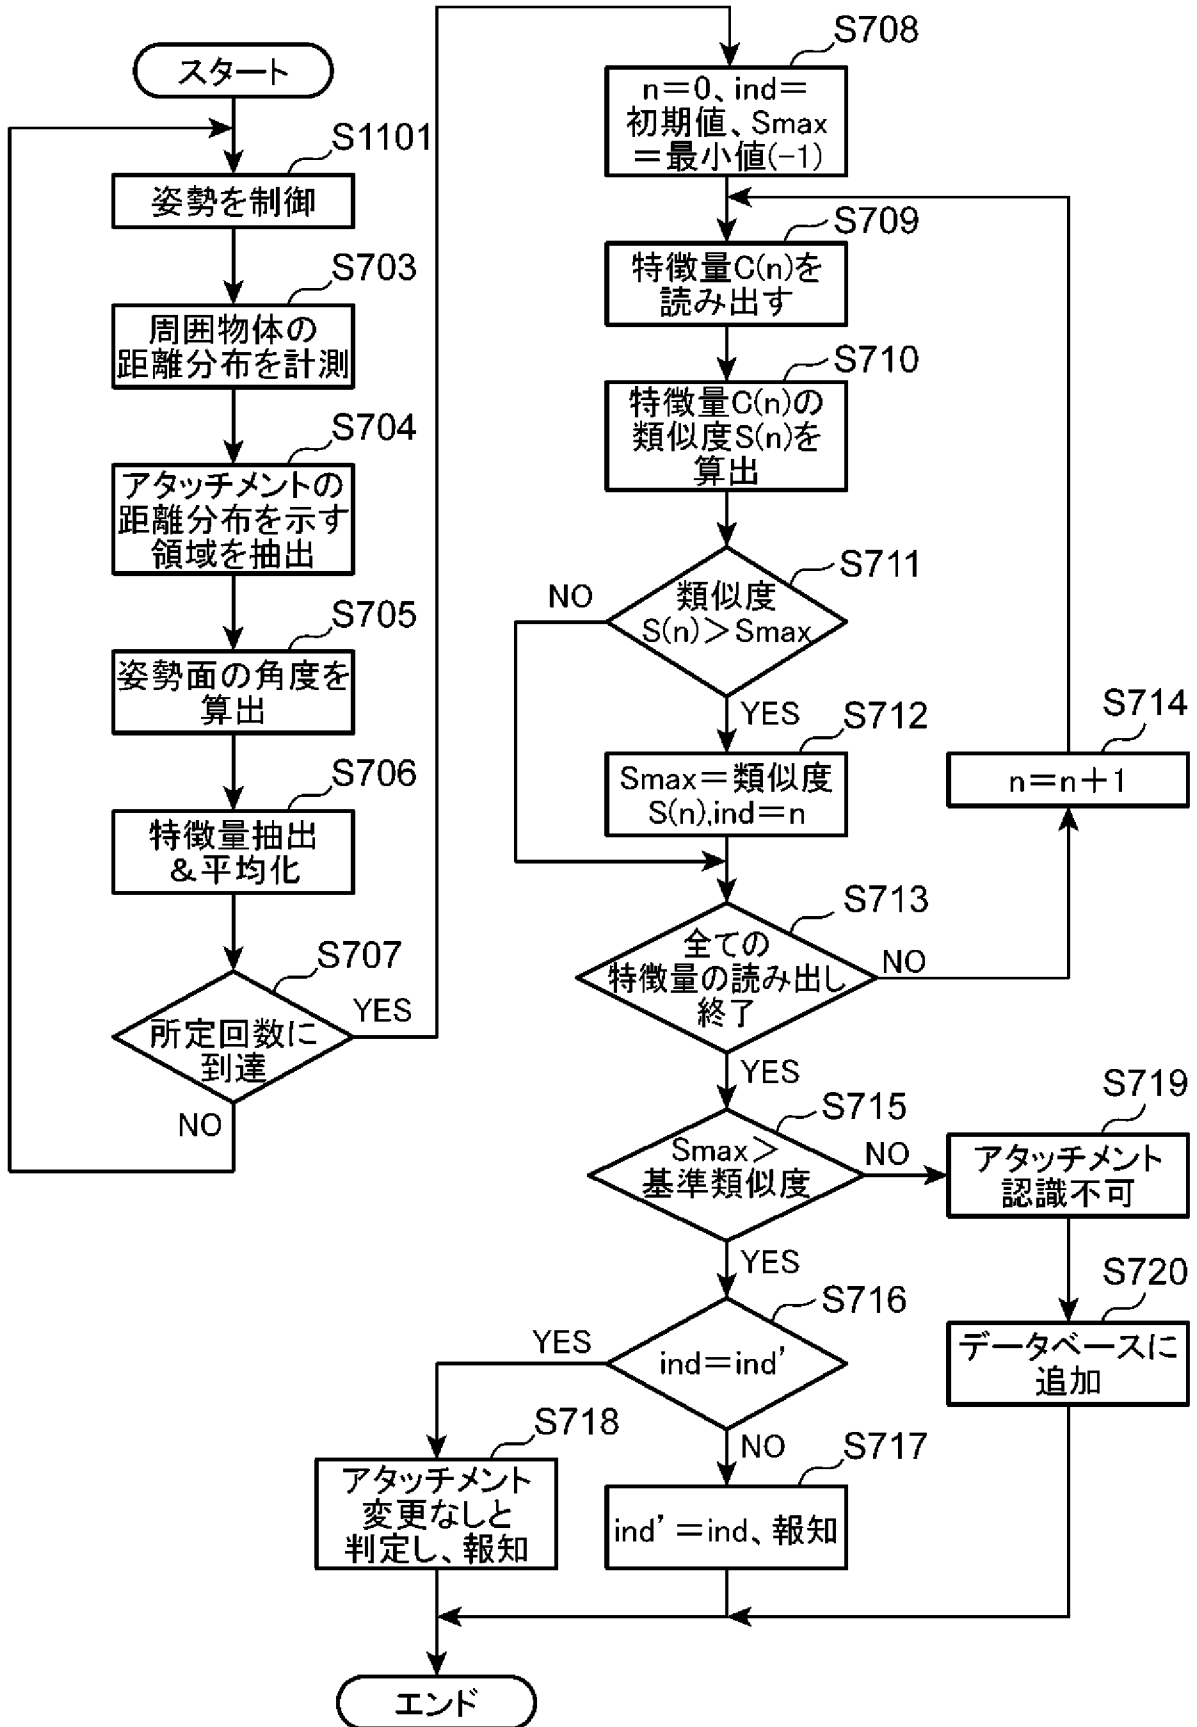 スタート
S1101
姿勢を制御
S703
周囲物体の
距離分布を計測
S704
アタッチメントの
距離分布を示す
領域を抽出
S705
姿勢面の角度を
算出
S706
特徴量抽出
&平均化
S707
所定回数に
到達
YES
NO
S708
n=0、ind=
初期値、Smax
=最小値(-1)
S709
特徴量C(n)を
読み出す
S710
特徴量C(n)の
類似度S(n)を
算出
S711
類似度
S(n)>Smax
NO
YES
S712
Smax=類似度
S(n),ind=n
S714
n=n+1
S713
全ての
特徴量の読み出し
終了
NO
YES
S715
Smax>
基準類似度
NO
YES
S719
アタッチメント
認識不可
S720
データベースに
追加
S716
ind=ind'
YES
NO
S718
アタッチメント
変更なしと
判定し、報知
S717
ind'=ind、報知
エンド